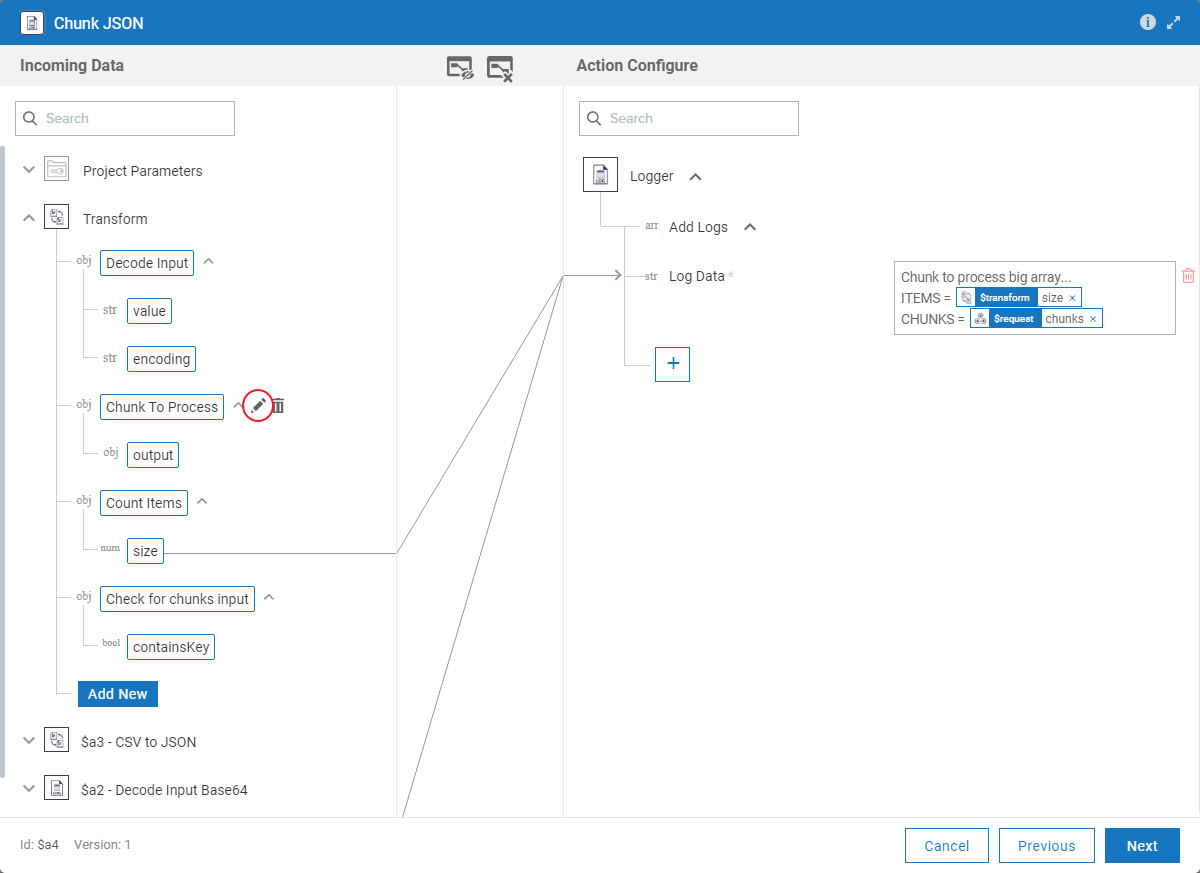 Chunk JSON
Incoming Data
Action Configure
Search
Search
Project Parameters
Transform
obj Decode Input
str value
str encoding
obj Chunk To Process
obj output
obj Count Items
num size
obj Check for chunks input
bool containsKey
Add New
$a3 - CSV to JSON
$a2 - Decode Input Base64
LOG Logger
arr Add Logs
str Log Data *
Chunk to process big array...
ITEMS = $transform size ×
CHUNKS = $request chunks ×
+
Id: $a4 Version: 1
Cancel Previous Next